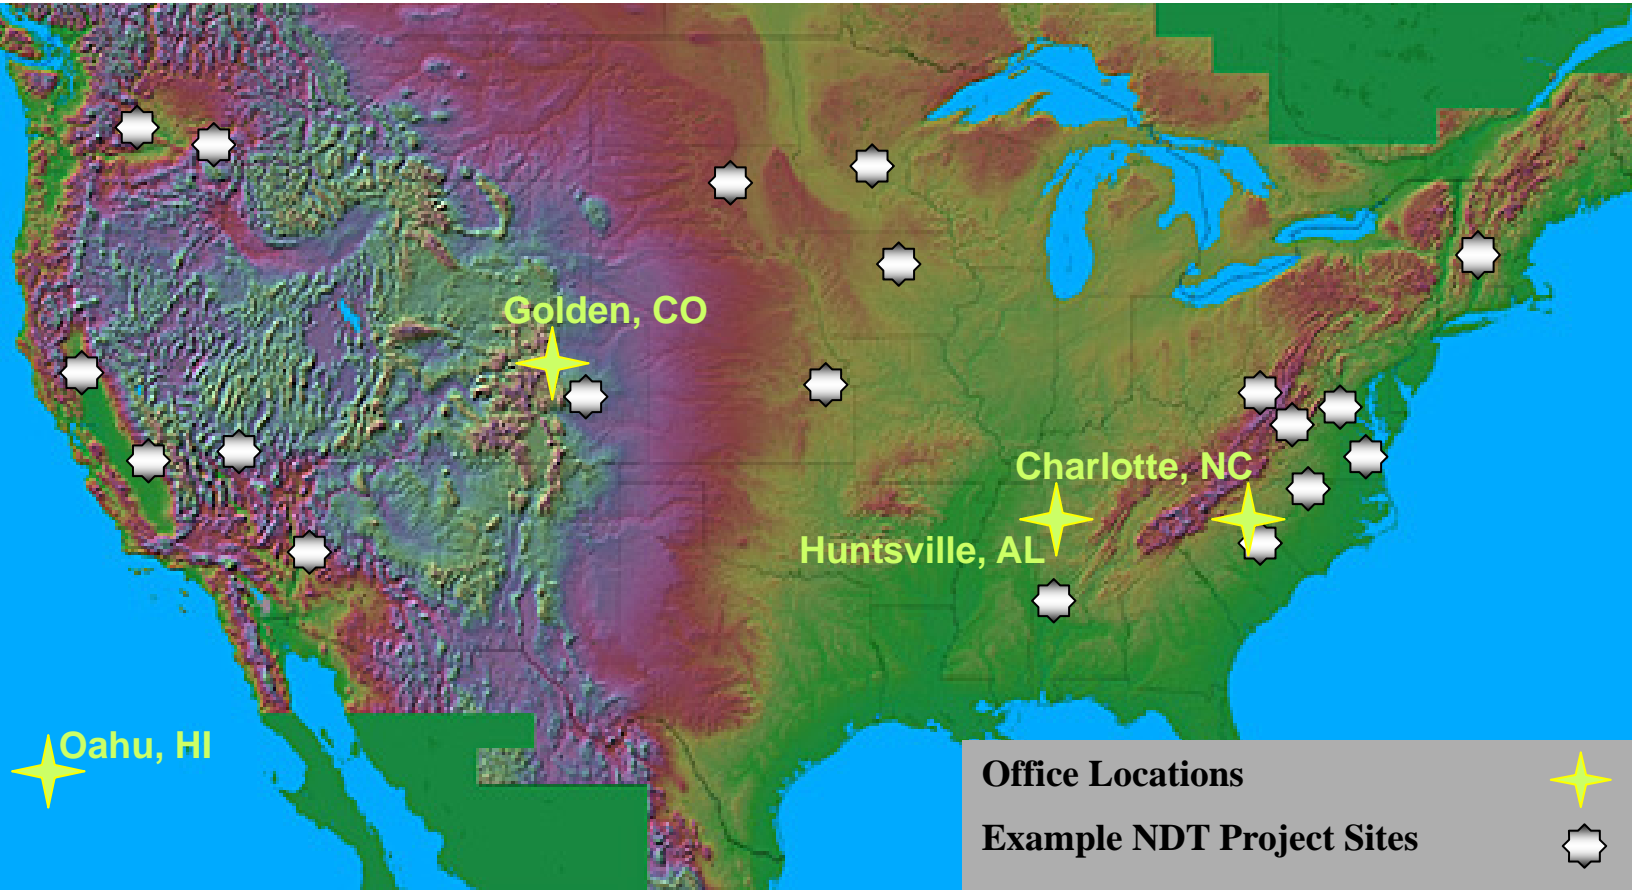 Golden, CO
Charlotte, NC
Huntsville, AL
Oahu, HI
Office Locations
Example NDT Project Sites